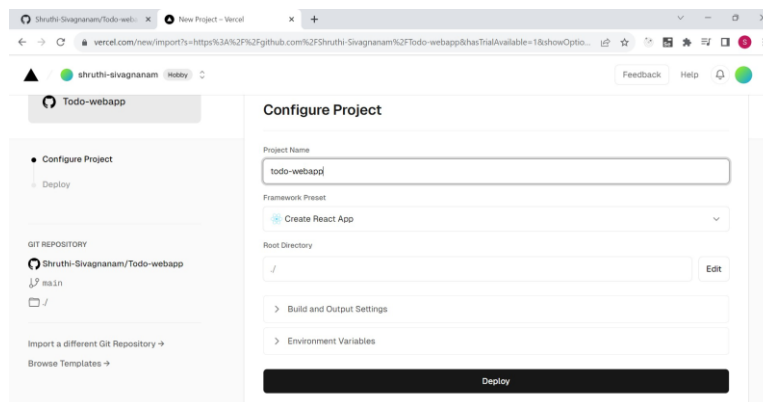 Shruthi-Sivagnanam/Todo-web
New Project – Vercel
vercel.com/new/import?s=https%3A%2F%2Fgithub.com%2FShruthi-Sivagnanam%2FTodo-webapp&hasTrialAvailable=1&showOptio...
S
shruthi-sivagnanam Hobby
Feedback Help
Todo-webapp
Configure Project
Deploy
GIT REPOSITORY
Shruthi-Sivagnanam/Todo-webapp
main
./
Import a different Git Repository →
Browse Templates →
Configure Project
Project Name
todo-webapp
Framework Preset
Create React App
Root Directory
./
Edit
Build and Output Settings
Environment Variables
Deploy